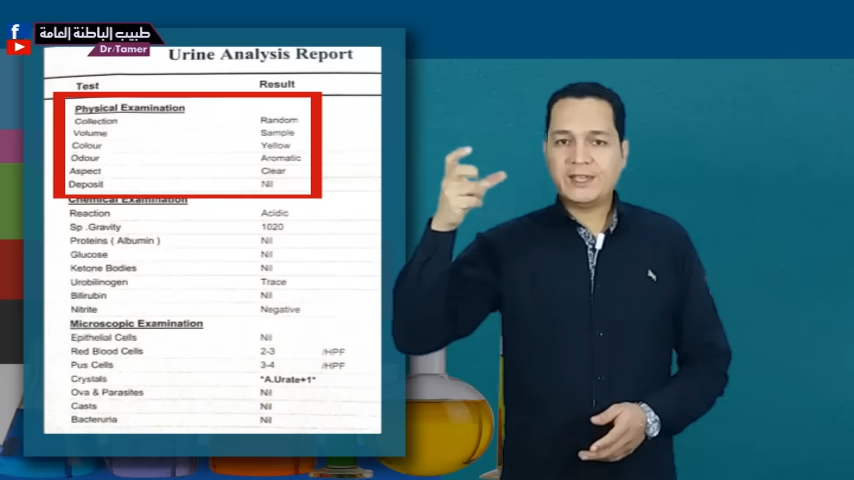 f
طبيب الباطنة العامة
Dr/Tamer
Urine Analysis Report
Test Result
Physical Examination
Collection Random
Volume Sample
Colour Yellow
Odour Aromatic
Aspect Clear
Deposit Nil
Chemical Examination
Reaction Acidic
Sp .Gravity 1020
Proteins ( Albumin ) Nil
Glucose Nil
Ketone Bodies Nil
Urobilinogen Trace
Bilirubin Nil
Nitrite Negative
Microscopic Examination
Epithelial Cells Nil
Red Blood Cells 2-3 /HPF
Pus Cells 3-4 /HPF
Crystals "A.Urate+1"
Ova & Parasites Nil
Casts Nil
Bacteruria Nil